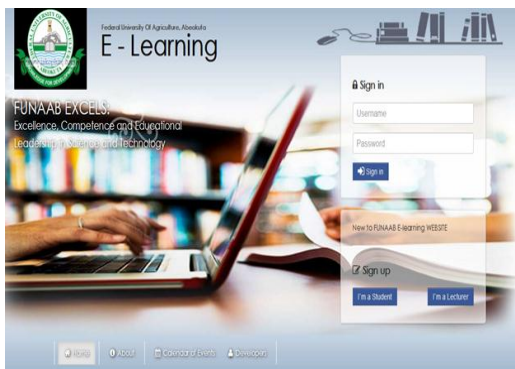 Federal University Of Agriculture, Abeokuta
E - Learning
FUNAAB EXCELS:
Excellence, Competence and Educational
Leadership in Science and Technology
Sign in
Username
Password
Sign in
New to FUNAAB E-learning WEBSITE
Sign up
I'm a Student
I'm a Lecturer
Home
About
Calendar of Events
Developers